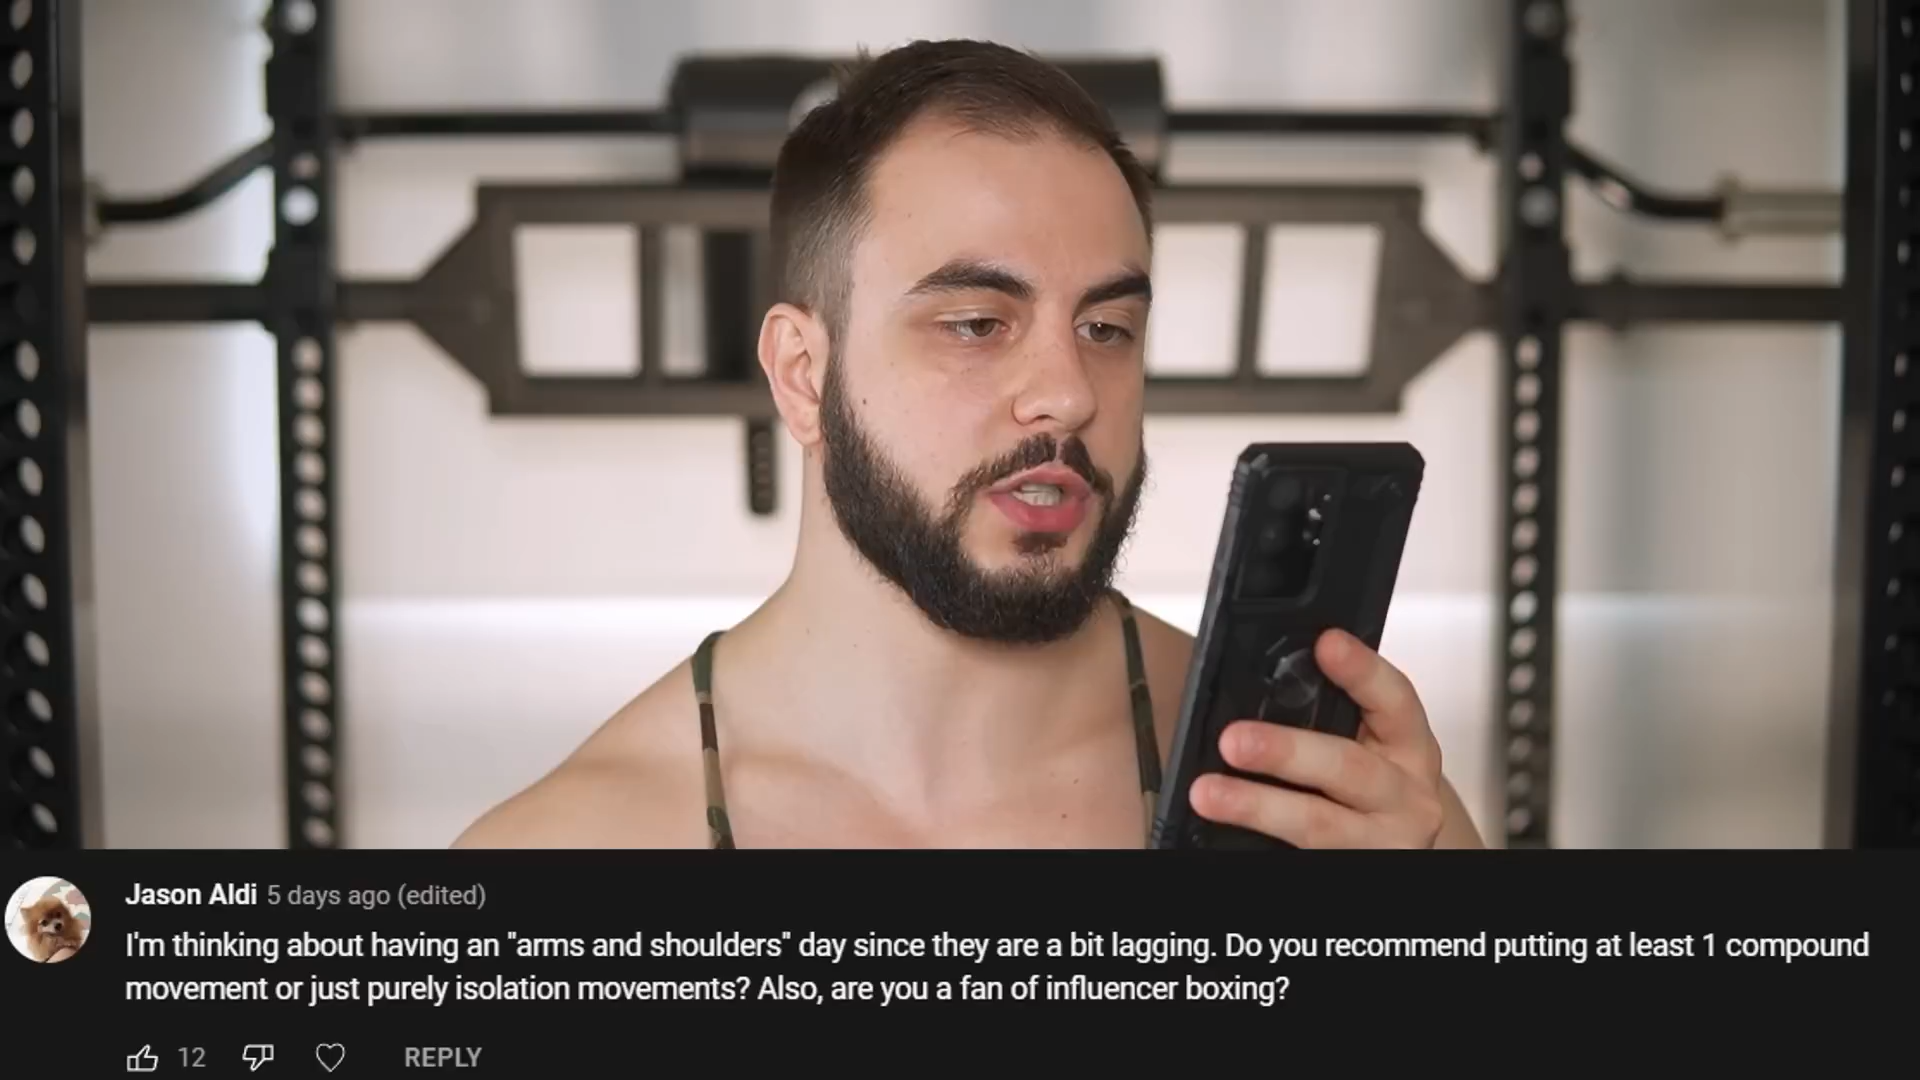 Jason Aldi 5 days ago (edited)
I'm thinking about having an "arms and shoulders" day since they are a bit lagging. Do you recommend putting at least 1 compound
movement or just purely isolation movements? Also, are you a fan of influencer boxing?
12 REPLY